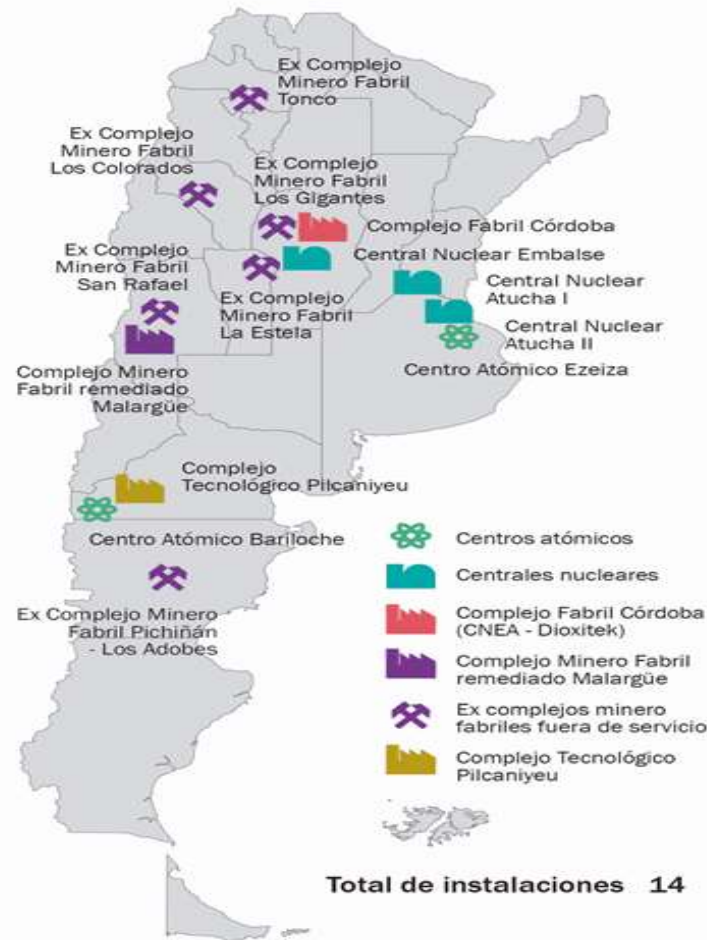 Ex Complejo
Minero Fabril
Tonco
Ex Complejo
Minero Fabril
Los Colorados
Ex Complejo
Minero Fabril
Los Gigantes
Complejo Fabril Córdoba
Central Nuclear Embalse
Ex Complejo
Minero Fabril
San Rafael
Central Nuclear
Atucha I
Ex Complejo
Minero Fabril
La Estela
Central Nuclear
Atucha II
Centro Atómico Ezeiza
Complejo Minero
Fabril remediado
Malargüe
Complejo
Tecnológico Pilcaniyeu
Centro Atómico Bariloche
Ex Complejo Minero
Fabril Pichiñán
- Los Adobes
Centros atómicos
Centrales nucleares
Complejo Fabril Córdoba
(CNEA - Dioxitek)
Complejo Minero Fabril
remediado Malargüe
Ex complejos minero
fabriles fuera de servicio
Complejo Tecnológico
Pilcaniyeu
Total de instalaciones 14